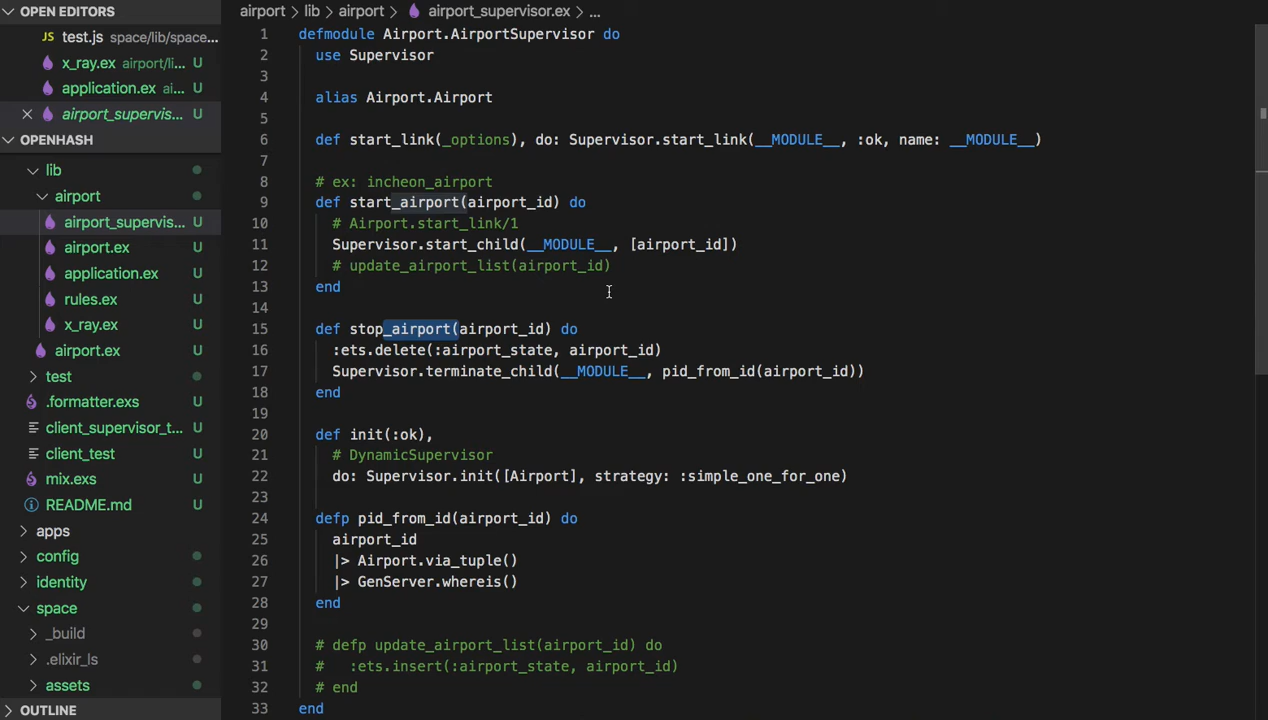 OPEN EDITORS
JS test.js space/lib/space...
x_ray.ex airport/li... U
application.ex ai... U
airport_supervis... U
OPENHASH
lib
airport
airport_supervis... U
airport.ex U
application.ex U
rules.ex U
x_ray.ex U
airport.ex U
test
.formatter.exs U
client_supervisor_t... U
client_test U
mix.exs U
README.md U
apps
config
identity
space
_build
.elixir_ls
assets
OUTLINE
airport > lib > airport > airport_supervisor.ex > ...
1 defmodule Airport.AirportSupervisor do
2 use Supervisor
3
4 alias Airport.Airport
5
6 def start_link(_options), do: Supervisor.start_link(__MODULE__, :ok, name: __MODULE__)
7
8 # ex: incheon_airport
9 def start_airport(airport_id) do
10 # Airport.start_link/1
11 Supervisor.start_child(__MODULE__, [airport_id])
12 # update_airport_list(airport_id)
13 end
14
15 def stop_airport(airport_id) do
16 :ets.delete(:airport_state, airport_id)
17 Supervisor.terminate_child(__MODULE__, pid_from_id(airport_id))
18 end
19
20 def init(:ok),
21 # DynamicSupervisor
22 do: Supervisor.init([Airport], strategy: :simple_one_for_one)
23
24 defp pid_from_id(airport_id) do
25 airport_id
26 |> Airport.via_tuple()
27 |> GenServer.whereis()
28 end
29
30 # defp update_airport_list(airport_id) do
31 # :ets.insert(:airport_state, airport_id)
32 # end
33 end